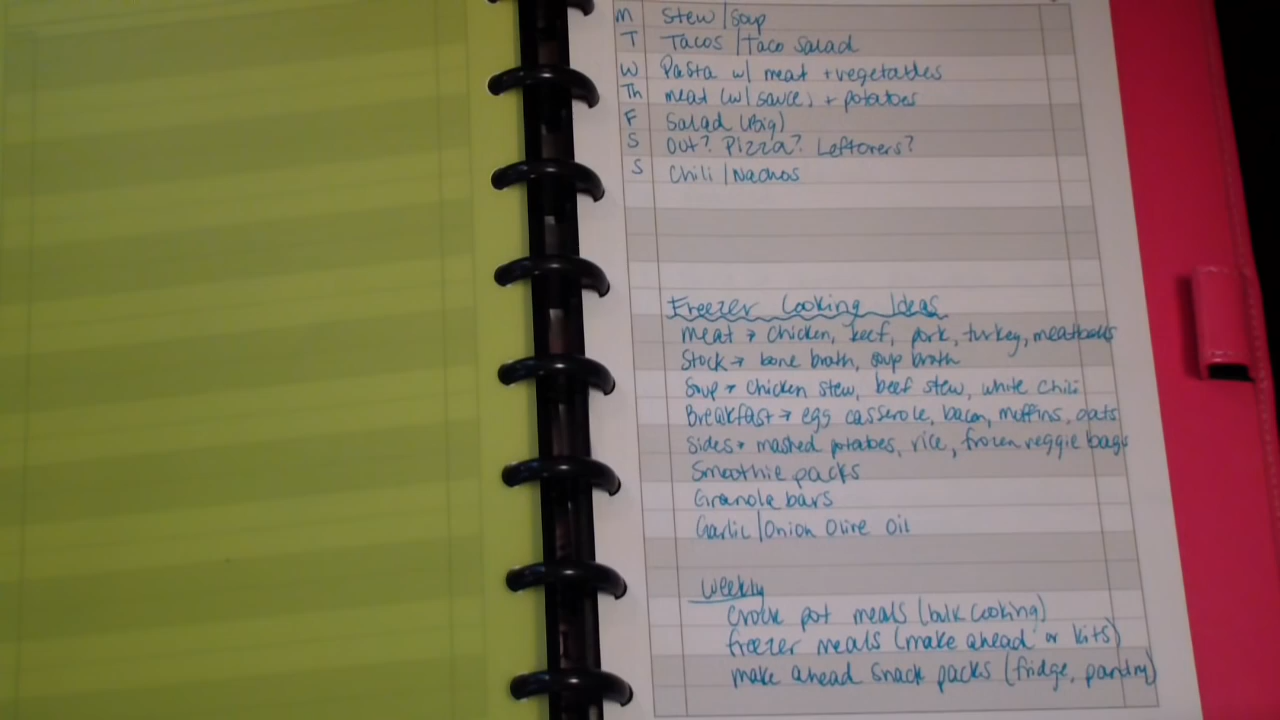 M Stew/Soup
T Tacos/Taco Salad
W Pasta w/ meat + vegetables
Th meat (w/ sauce) + potatoes
F Salad (Big)
S Out? Pizza? Leftovers?
S Chili/Nachos
Freezer Cooking Ideas
Meat → Chicken, beef, pork, turkey, meatballs
Stock → bone broth, soup broth
Soup → chicken stew, beef stew, white chili
Breakfast → egg casserole, bacon, muffins, oats
Sides → mashed potatoes, rice, frozen veggie bags
Smoothie packs
Granola bars
Garlic/Onion Olive Oil
Weekly
Crock pot meals (bulk cooking)
freezer meals (make ahead or kits)
make ahead snack packs (fridge, pantry)